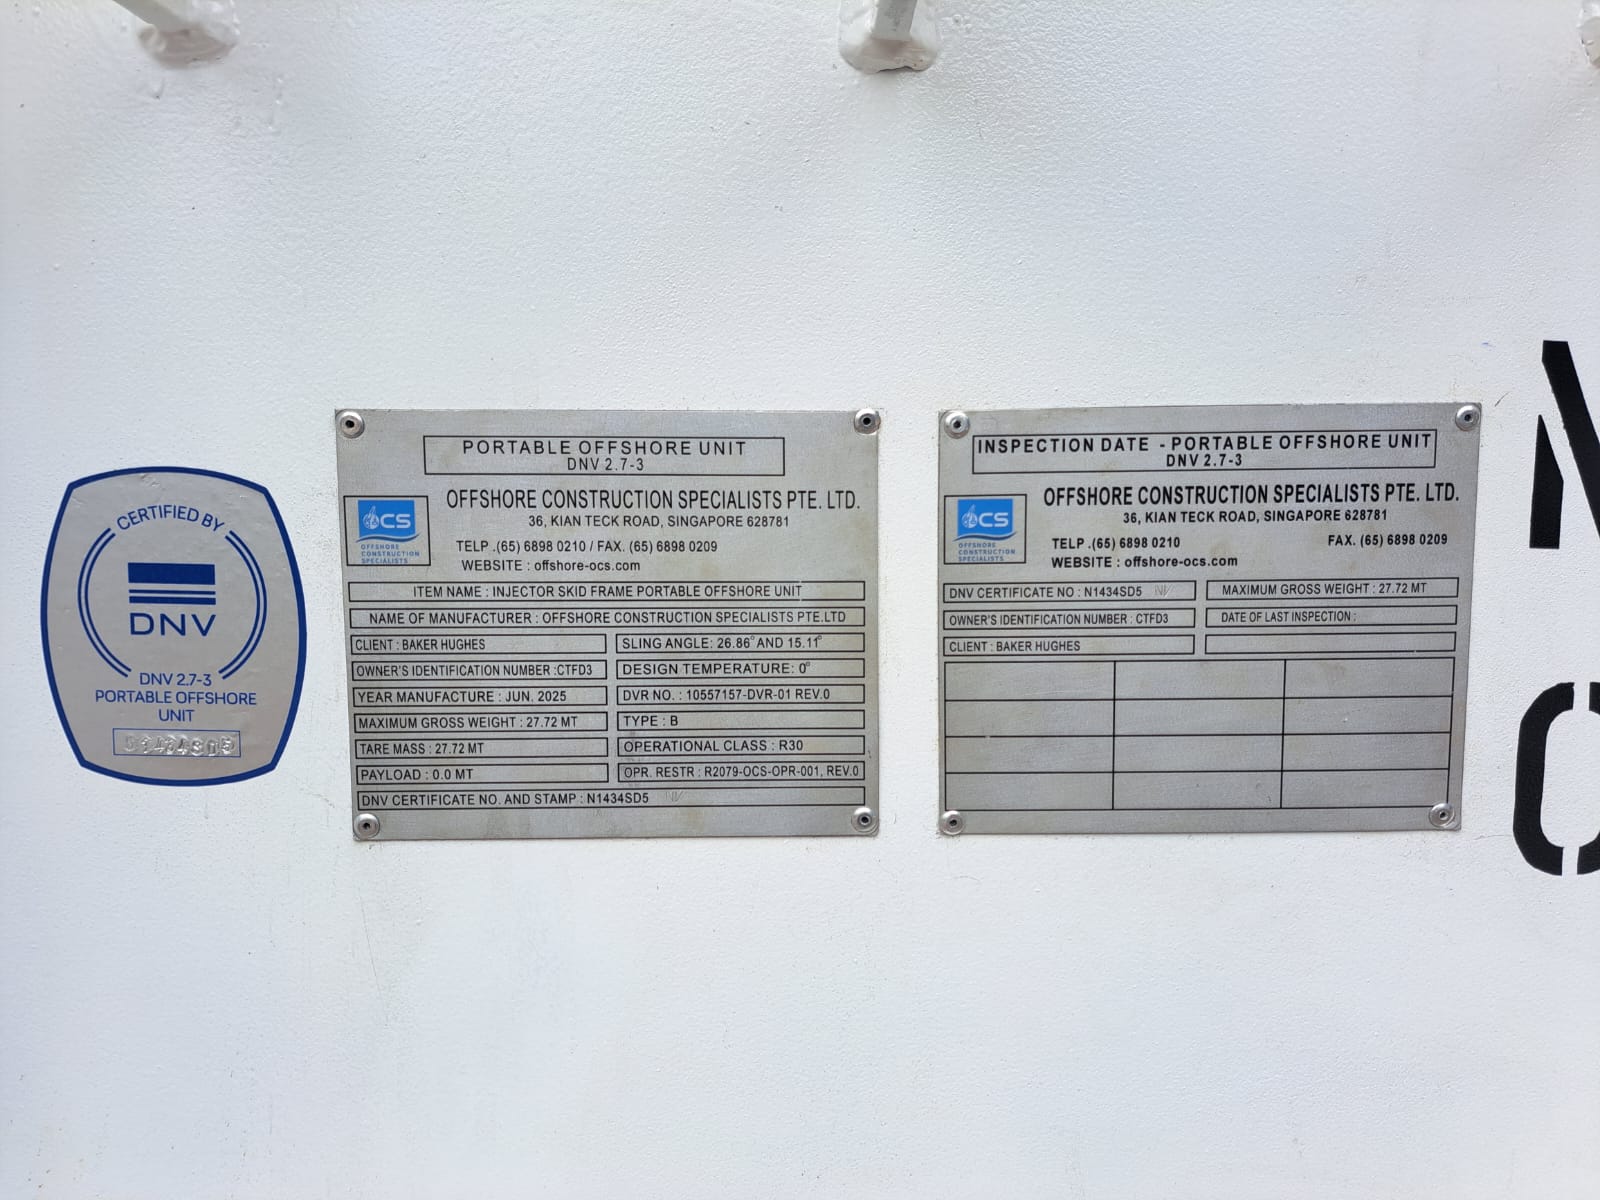 CERTIFIED BY
DNV
DNV 2.7-3
PORTABLE OFFSHORE
UNIT
PORTABLE OFFSHORE UNIT
DNV 2.7-3
OCS
OFFSHORE
CONSTRUCTION
SPECIALISTS
OFFSHORE CONSTRUCTION SPECIALISTS PTE. LTD.
36, KIAN TECK ROAD, SINGAPORE 628781
TELP .(65) 6898 0210 / FAX. (65) 6898 0209
WEBSITE : offshore-ocs.com
ITEM NAME : INJECTOR SKID FRAME PORTABLE OFFSHORE UNIT
NAME OF MANUFACTURER : OFFSHORE CONSTRUCTION SPECIALISTS PTE.LTD
CLIENT : BAKER HUGHES
SLING ANGLE: 26.86° AND 15.11°
OWNER'S IDENTIFICATION NUMBER :CTFD3
DESIGN TEMPERATURE: 0°
YEAR MANUFACTURE : JUN. 2025
DVR NO. : 10557157-DVR-01 REV.0
MAXIMUM GROSS WEIGHT : 27.72 MT
TYPE : B
TARE MASS : 27.72 MT
OPERATIONAL CLASS : R30
PAYLOAD : 0.0 MT
OPR. RESTR : R2079-OCS-OPR-001, REV.0
DNV CERTIFICATE NO. AND STAMP : N1434SD5
INSPECTION DATE - PORTABLE OFFSHORE UNIT
DNV 2.7-3
OCS
OFFSHORE
CONSTRUCTION
SPECIALISTS
OFFSHORE CONSTRUCTION SPECIALISTS PTE. LTD.
36, KIAN TECK ROAD, SINGAPORE 628781
TELP .(65) 6898 0210
FAX. (65) 6898 0209
WEBSITE : offshore-ocs.com
DNV CERTIFICATE NO : N1434SD5
MAXIMUM GROSS WEIGHT : 27.72 MT
OWNER'S IDENTIFICATION NUMBER : CTFD3
DATE OF LAST INSPECTION :
CLIENT : BAKER HUGHES